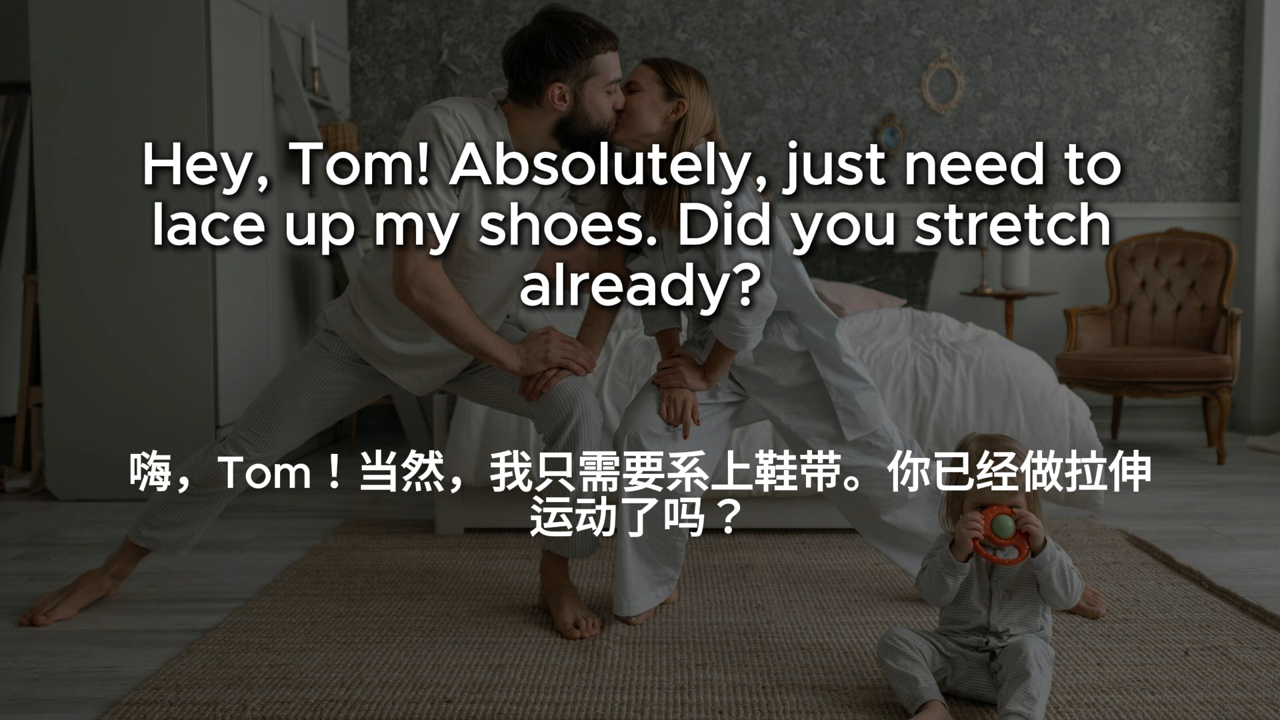 Hey, Tom! Absolutely, just need to
lace up my shoes. Did you stretch
already?
嗨，Tom！当然，我只需要系上鞋带。你已经做拉伸
运动了吗？